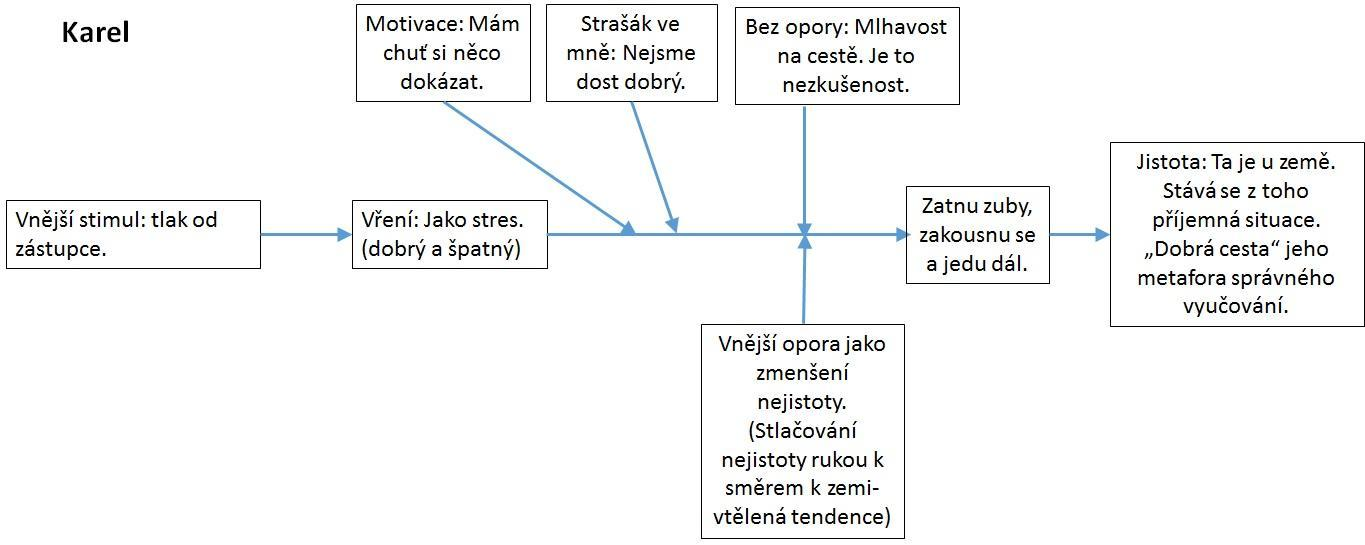 Karel
Motivace: Mám
chuť si něco
dokázat.
Strašák ve
mně: Nejsme
dost dobrý.
Bez opory: Mlhavost
na cestě. Je to
nezkušenost.
Vnější stimul: tlak od
zástupce.
Vření: Jako stres.
(dobrý a špatný)
Zatnu zuby,
zakousnu se
a jedu dál.
Jistota: Ta je u země.
Stává se z toho
příjemná situace.
„Dobrá cesta“ jeho
metafora správného
vyučování.
Vnější opora jako
zmenšení
nejistoty.
(Stlačování
nejistoty rukou k
směrem k zemi-
vtělená tendence)